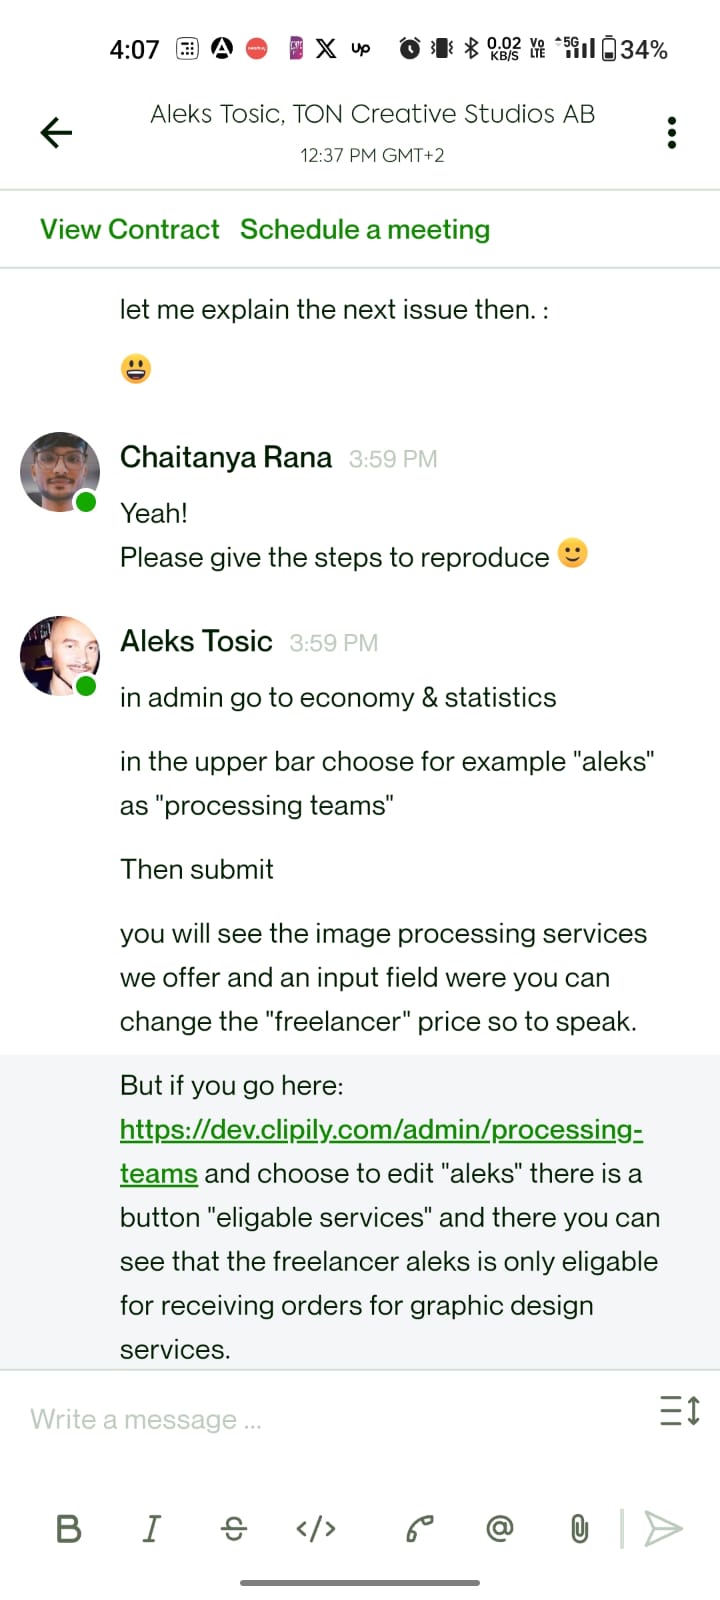 4:07
up
0.02
KB/S
Vo
LTE
5G
34%
Aleks Tosic, TON Creative Studios AB
12:37 PM GMT+2
View Contract Schedule a meeting
let me explain the next issue then. :
Chaitanya Rana 3:59 PM
Yeah!
Please give the steps to reproduce
Aleks Tosic 3:59 PM
in admin go to economy & statistics
in the upper bar choose for example "aleks"
as "processing teams"
Then submit
you will see the image processing services
we offer and an input field were you can
change the "freelancer" price so to speak.
But if you go here:
https://dev.clipily.com/admin/processing-
teams and choose to edit "aleks" there is a
button "eligable services" and there you can
see that the freelancer aleks is only eligable
for receiving orders for graphic design
services.
Write a message ...
B I S </> @